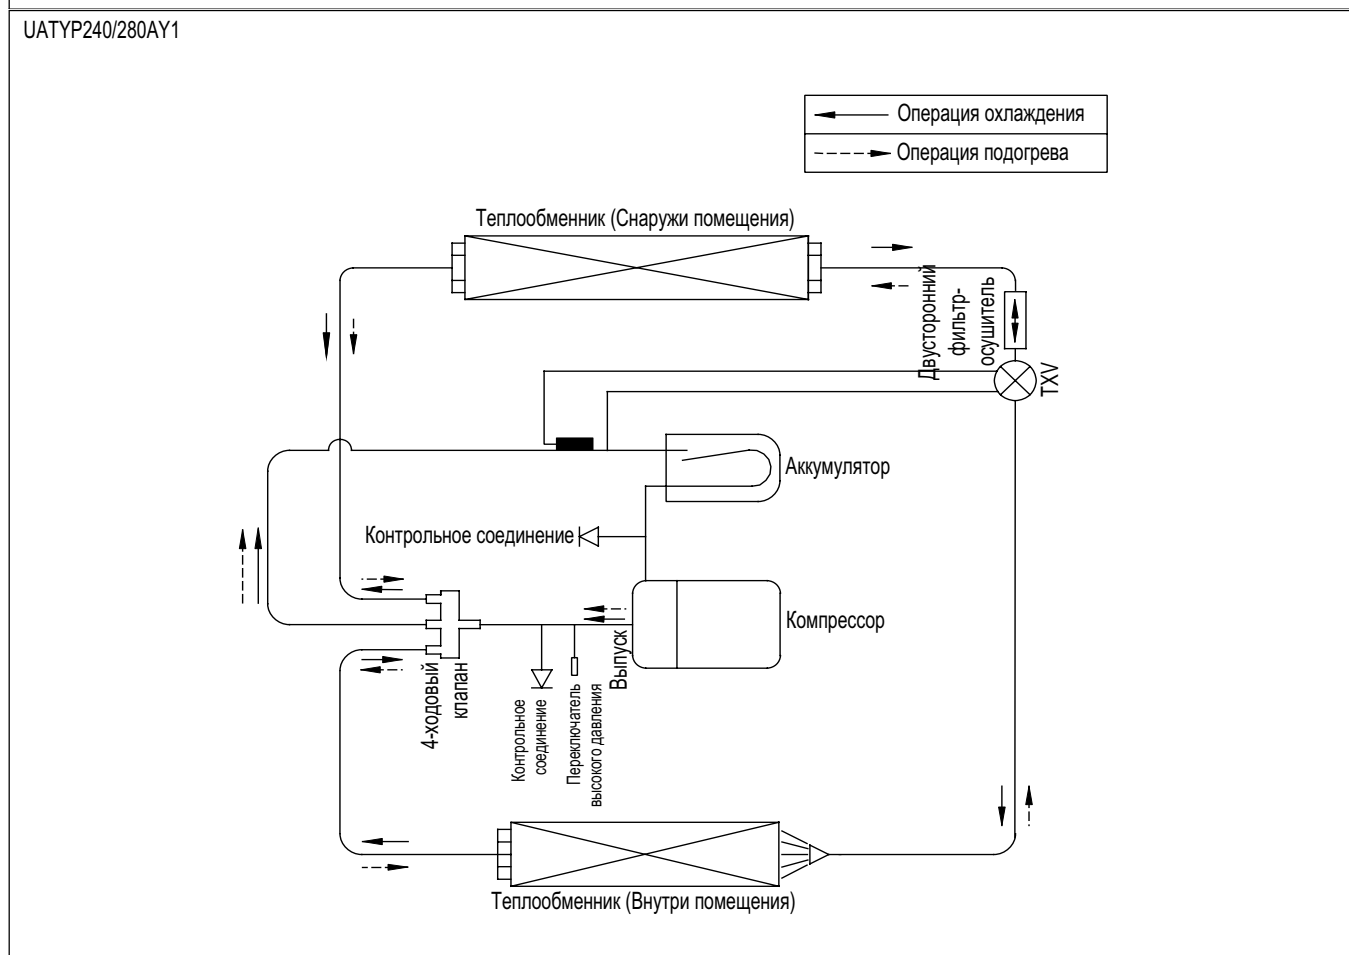 UATYP240/280AY1
Операция охлаждения
Операция подогрева
Теплообменник (Снаружи помещения)
Двусторонний
фильтр-
осушитель
TXV
Аккумулятор
Контрольное соединение
Компрессор
Выпуск
4-ходовый
клапан
Контрольное
соединение
Переключатель
высокого давления
Теплообменник (Внутри помещения)